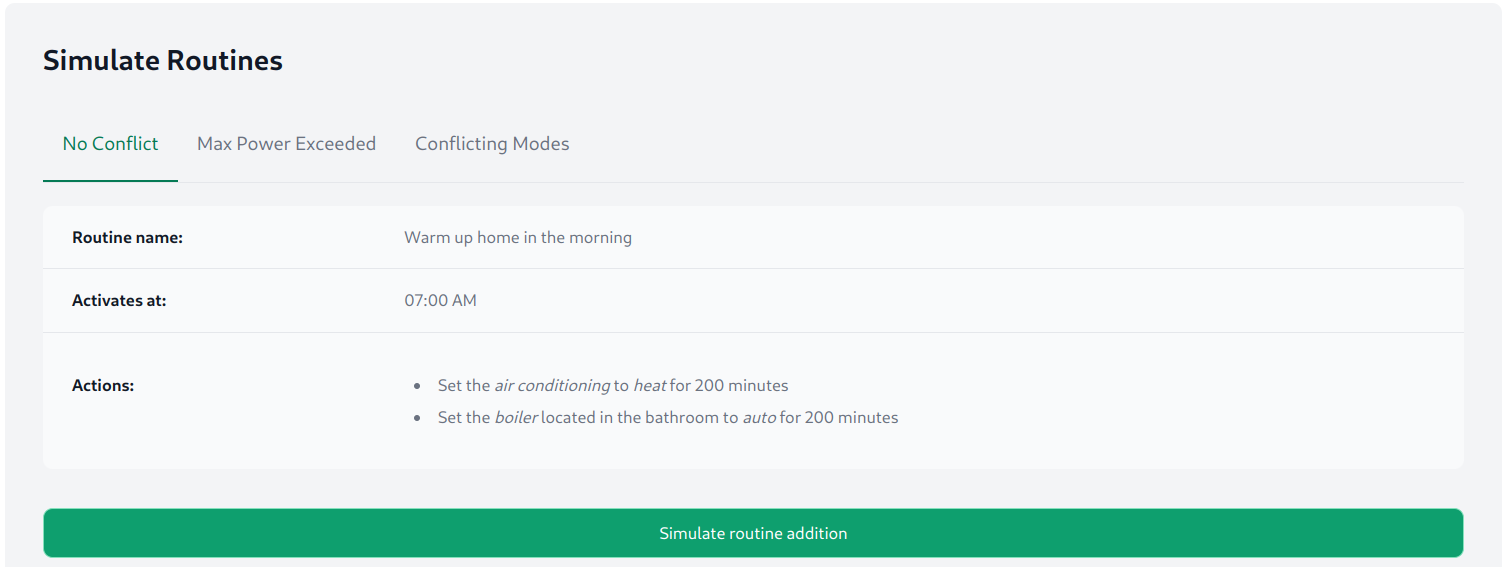 Simulate Routines
No Conflict Max Power Exceeded Conflicting Modes
Routine name: Warm up home in the morning
Activates at: 07:00 AM
Actions: • Set the air conditioning to heat for 200 minutes
• Set the boiler located in the bathroom to auto for 200 minutes
Simulate routine addition